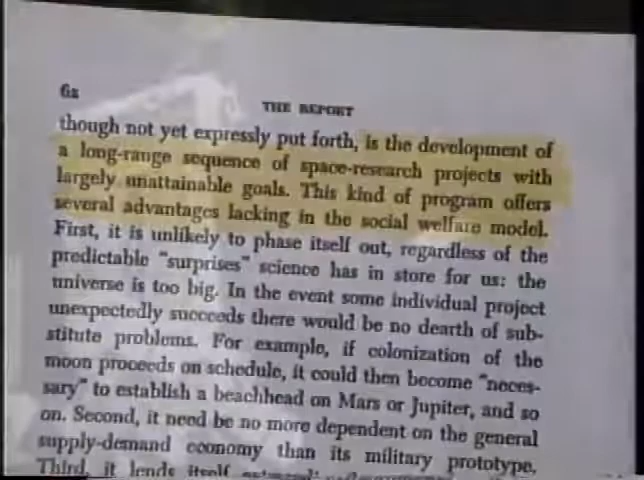 62
THE REPORT
though not yet expressly put forth, is the development of
a long-range sequence of space-research projects with
largely unattainable goals. This kind of program offers
several advantages lacking in the social welfare model.
First, it is unlikely to phase itself out, regardless of the
predictable "surprises" science has in store for us: the
universe is too big. In the event some individual project
unexpectedly succeeds there would be no dearth of sub-
stitute problems. For example, if colonization of the
moon proceeds on schedule, it could then become "neces-
sary" to establish a beachhead on Mars or Jupiter, and so
on. Second, it need be no more dependent on the general
supply-demand economy than its military prototype.
Third, it lends itself